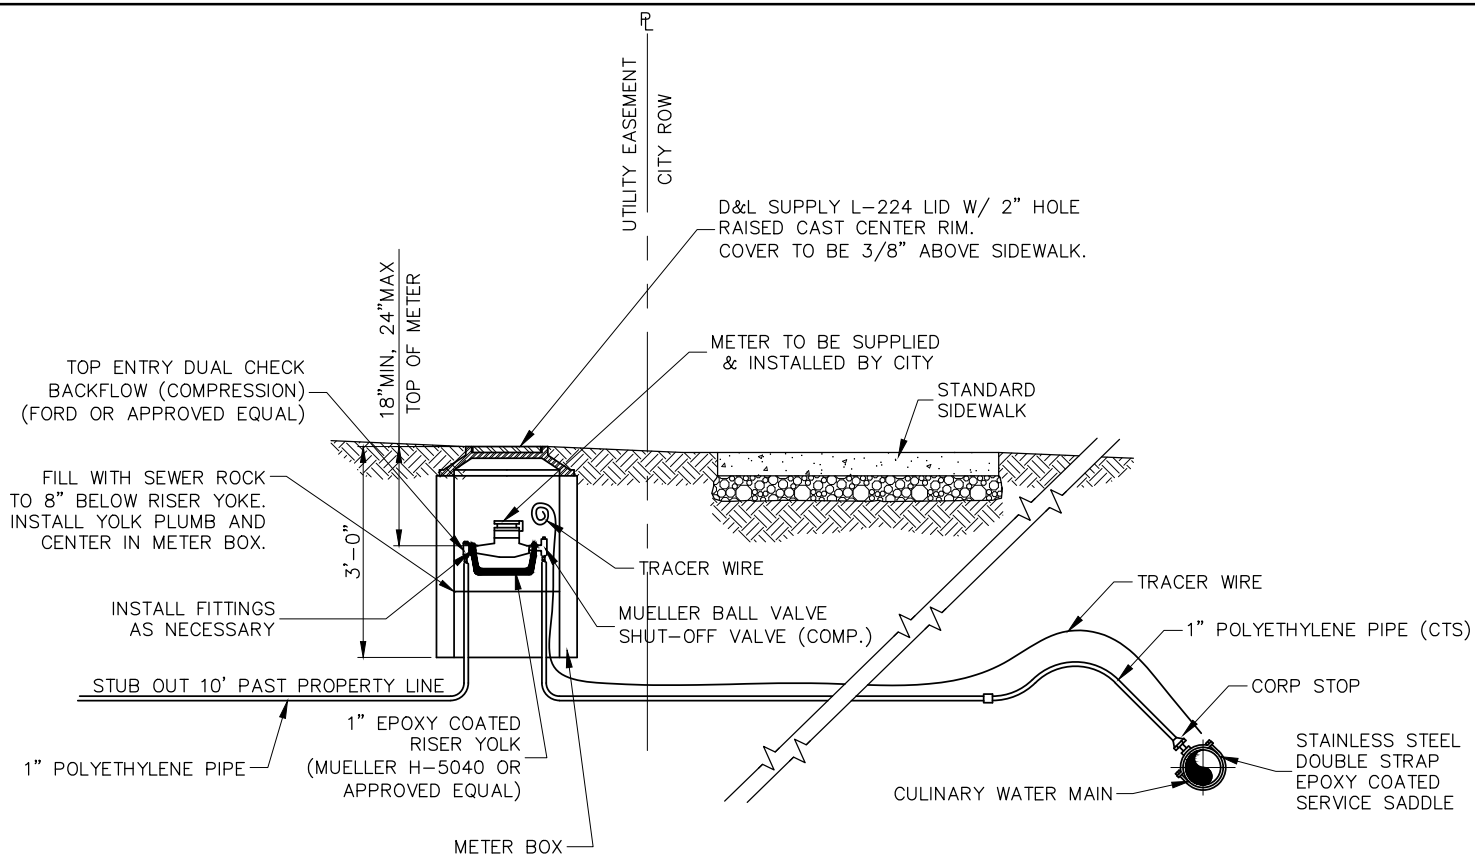 PL
UTILITY EASEMENT
CITY ROW
D&L SUPPLY L-224 LID W/ 2" HOLE
RAISED CAST CENTER RIM.
COVER TO BE 3/8" ABOVE SIDEWALK.
18"MIN, 24"MAX
TOP OF METER
METER TO BE SUPPLIED
& INSTALLED BY CITY
TOP ENTRY DUAL CHECK
BACKFLOW (COMPRESSION)
(FORD OR APPROVED EQUAL)
STANDARD
SIDEWALK
FILL WITH SEWER ROCK
TO 8" BELOW RISER YOKE.
INSTALL YOLK PLUMB AND
CENTER IN METER BOX.
3'-0"
TRACER WIRE
TRACER WIRE
INSTALL FITTINGS
AS NECESSARY
MUELLER BALL VALVE
SHUT-OFF VALVE (COMP.)
1" POLYETHYLENE PIPE (CTS)
STUB OUT 10' PAST PROPERTY LINE
CORP STOP
1" EPOXY COATED
RISER YOLK
(MUELLER H-5040 OR
APPROVED EQUAL)
1" POLYETHYLENE PIPE
STAINLESS STEEL
DOUBLE STRAP
EPOXY COATED
SERVICE SADDLE
CULINARY WATER MAIN
METER BOX